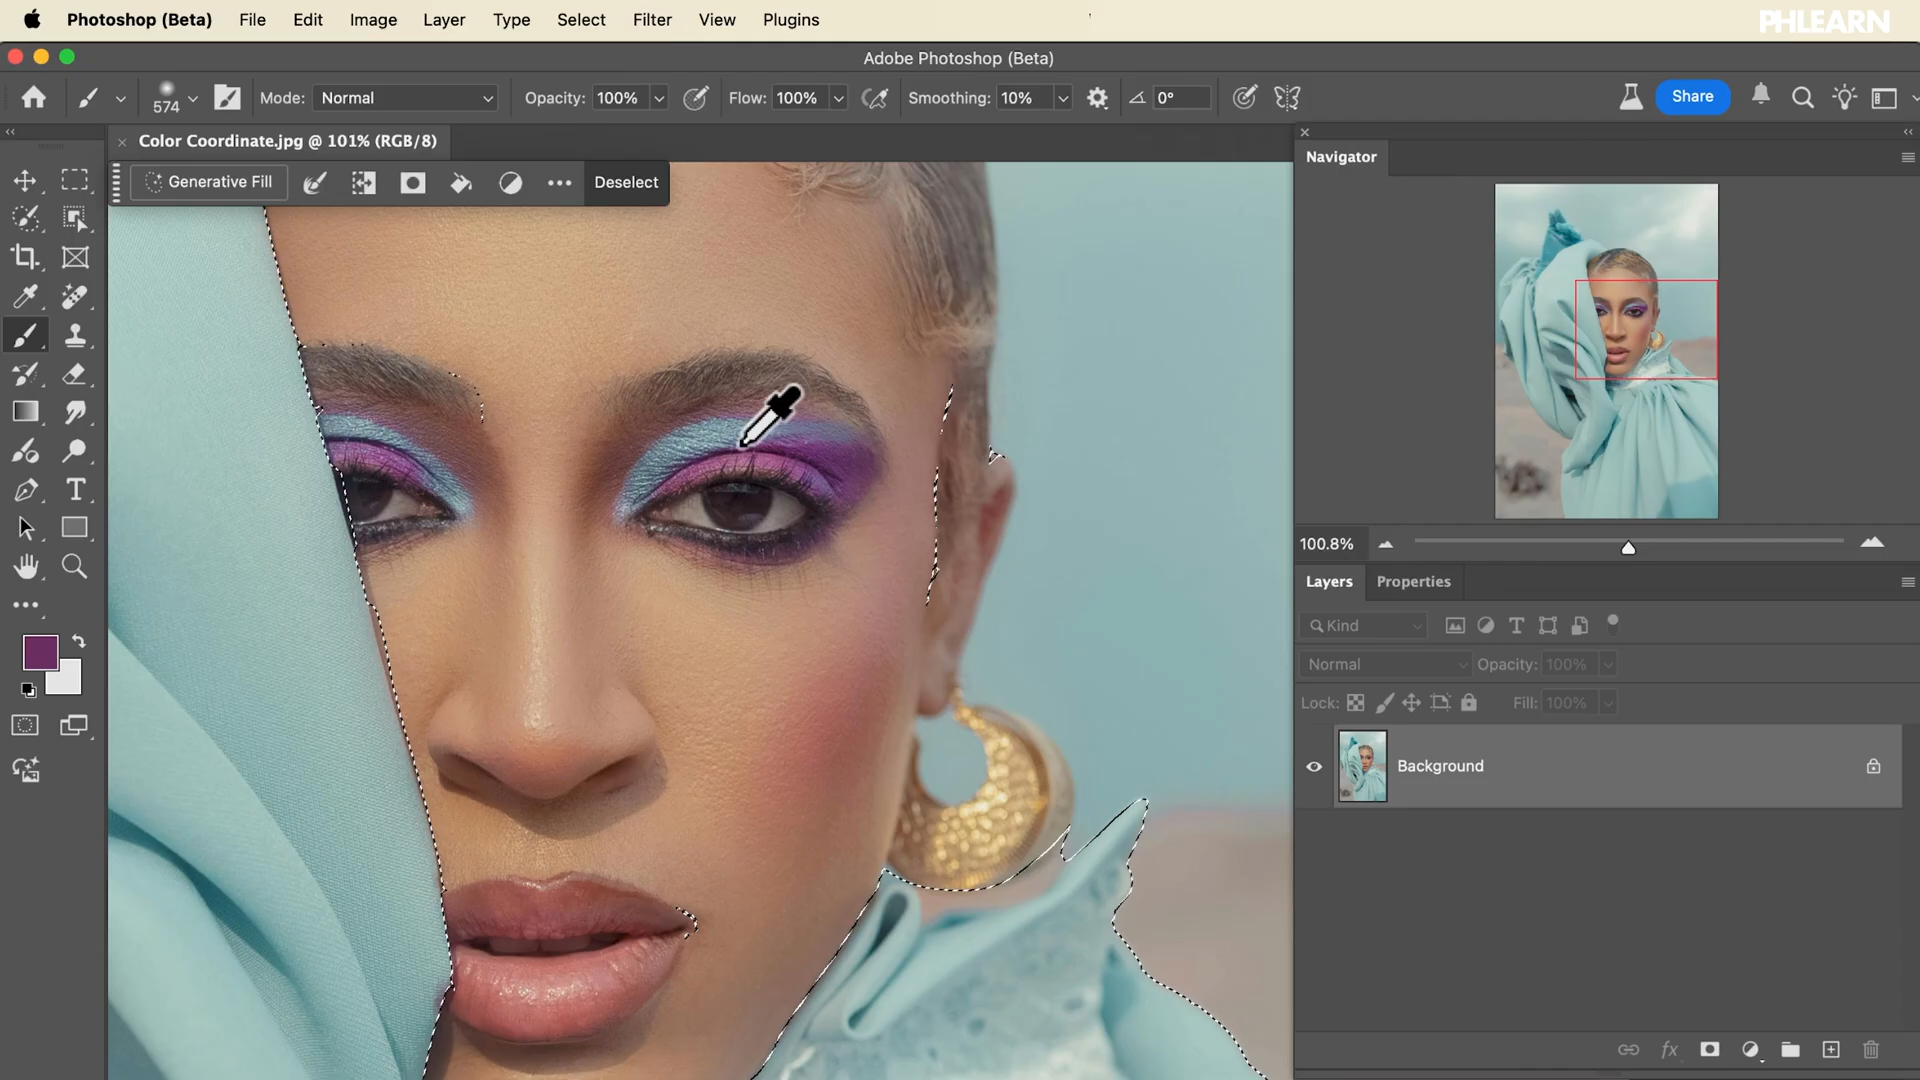 Photoshop (Beta) File Edit Image Layer Type Select Filter View Plugins
PHLEARN
Adobe Photoshop (Beta)
574 Mode: Normal Opacity: 100% Flow: 100% Smoothing: 10% 0° Share
Color Coordinate.jpg @ 101% (RGB/8)
Generative Fill Deselect
Navigator
100.8%
Layers Properties
Kind
Normal Opacity: 100%
Lock: Fill: 100%
Background